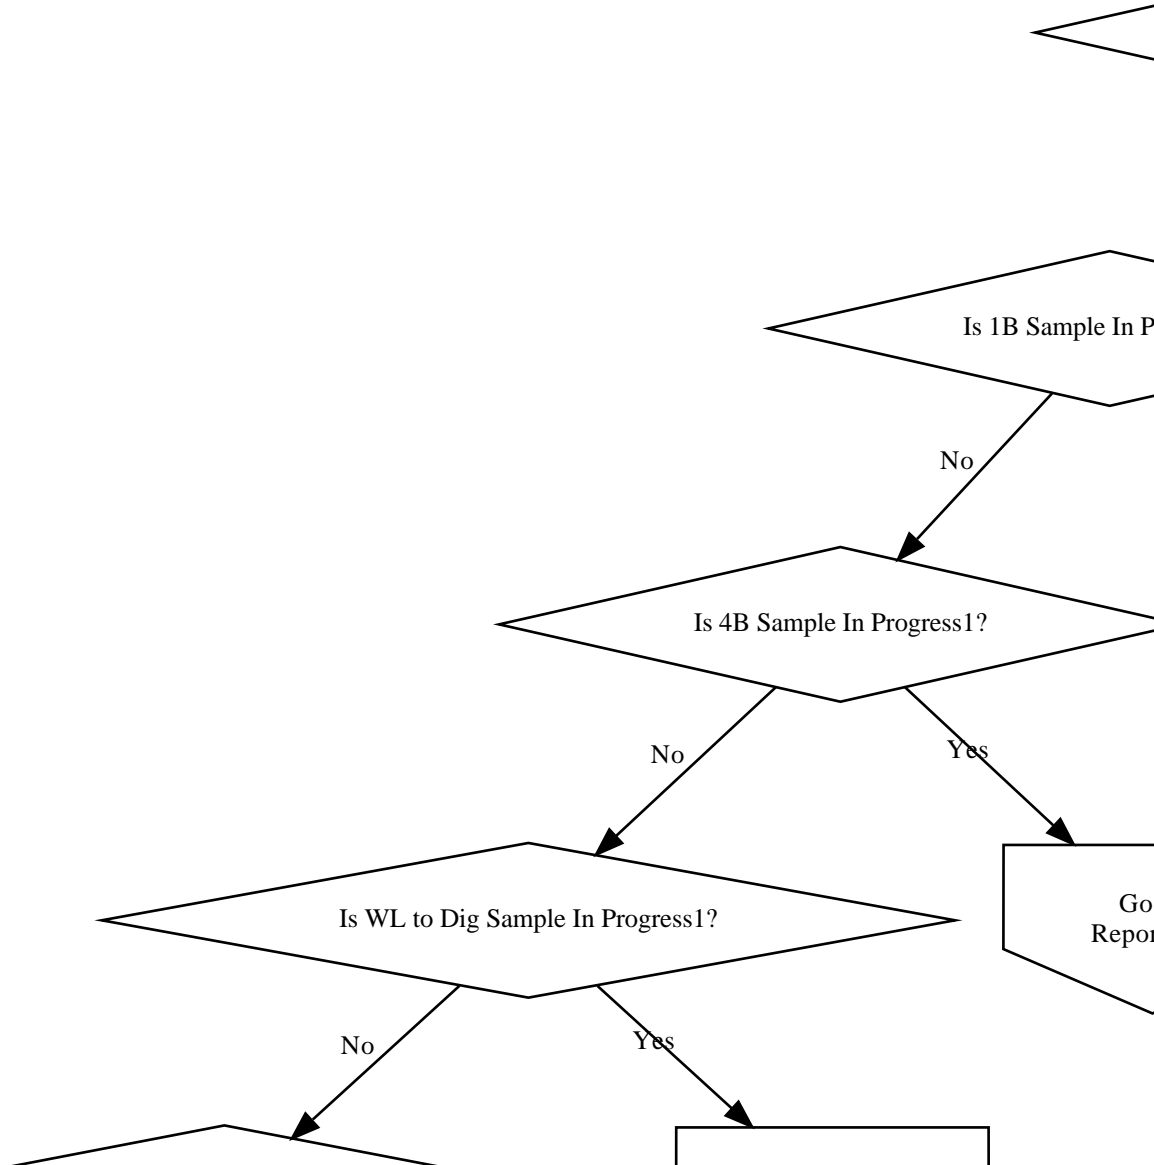 Is 1B Sample In P
No
Is 4B Sample In Progress1?
No
Yes
Is WL to Dig Sample In Progress1?
Go
Repor
No
Yes